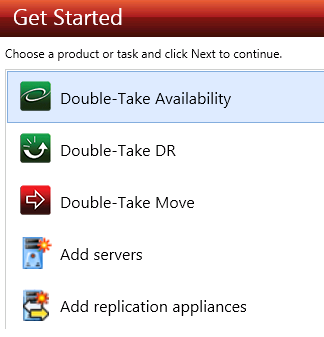 Get Started
Choose a product or task and click Next to continue.
Double-Take Availability
Double-Take DR
Double-Take Move
Add servers
Add replication appliances